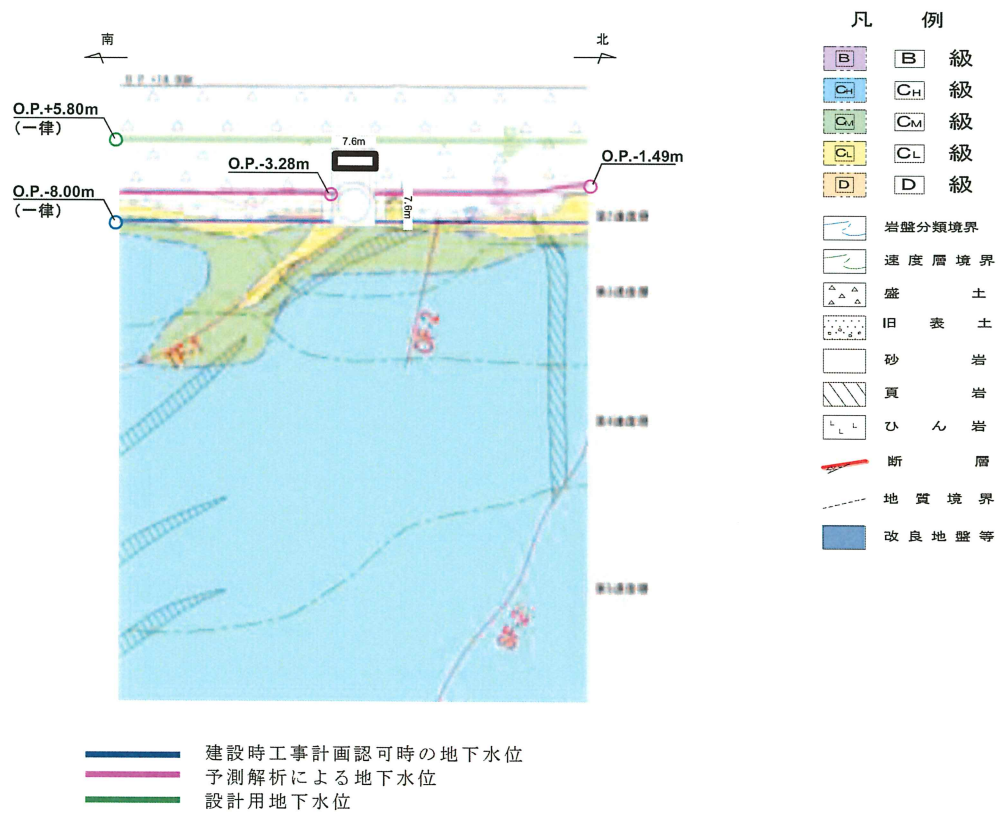 南
北
O.P.+5.80m
(一律)
7.6m
O.P.-3.28m
O.P.-1.49m
O.P.-8.00m
(一律)
7.6m
OF-2
凡 例
B B 級
CH CH 級
CM CM 級
CL CL 級
D D 級
岩盤分類境界
速度層境界
盛土
旧表土
砂岩
頁岩
ひん岩
断層
地質境界
改良地盤等
建設時工事計画認可時の地下水位
予測解析による地下水位
設計用地下水位